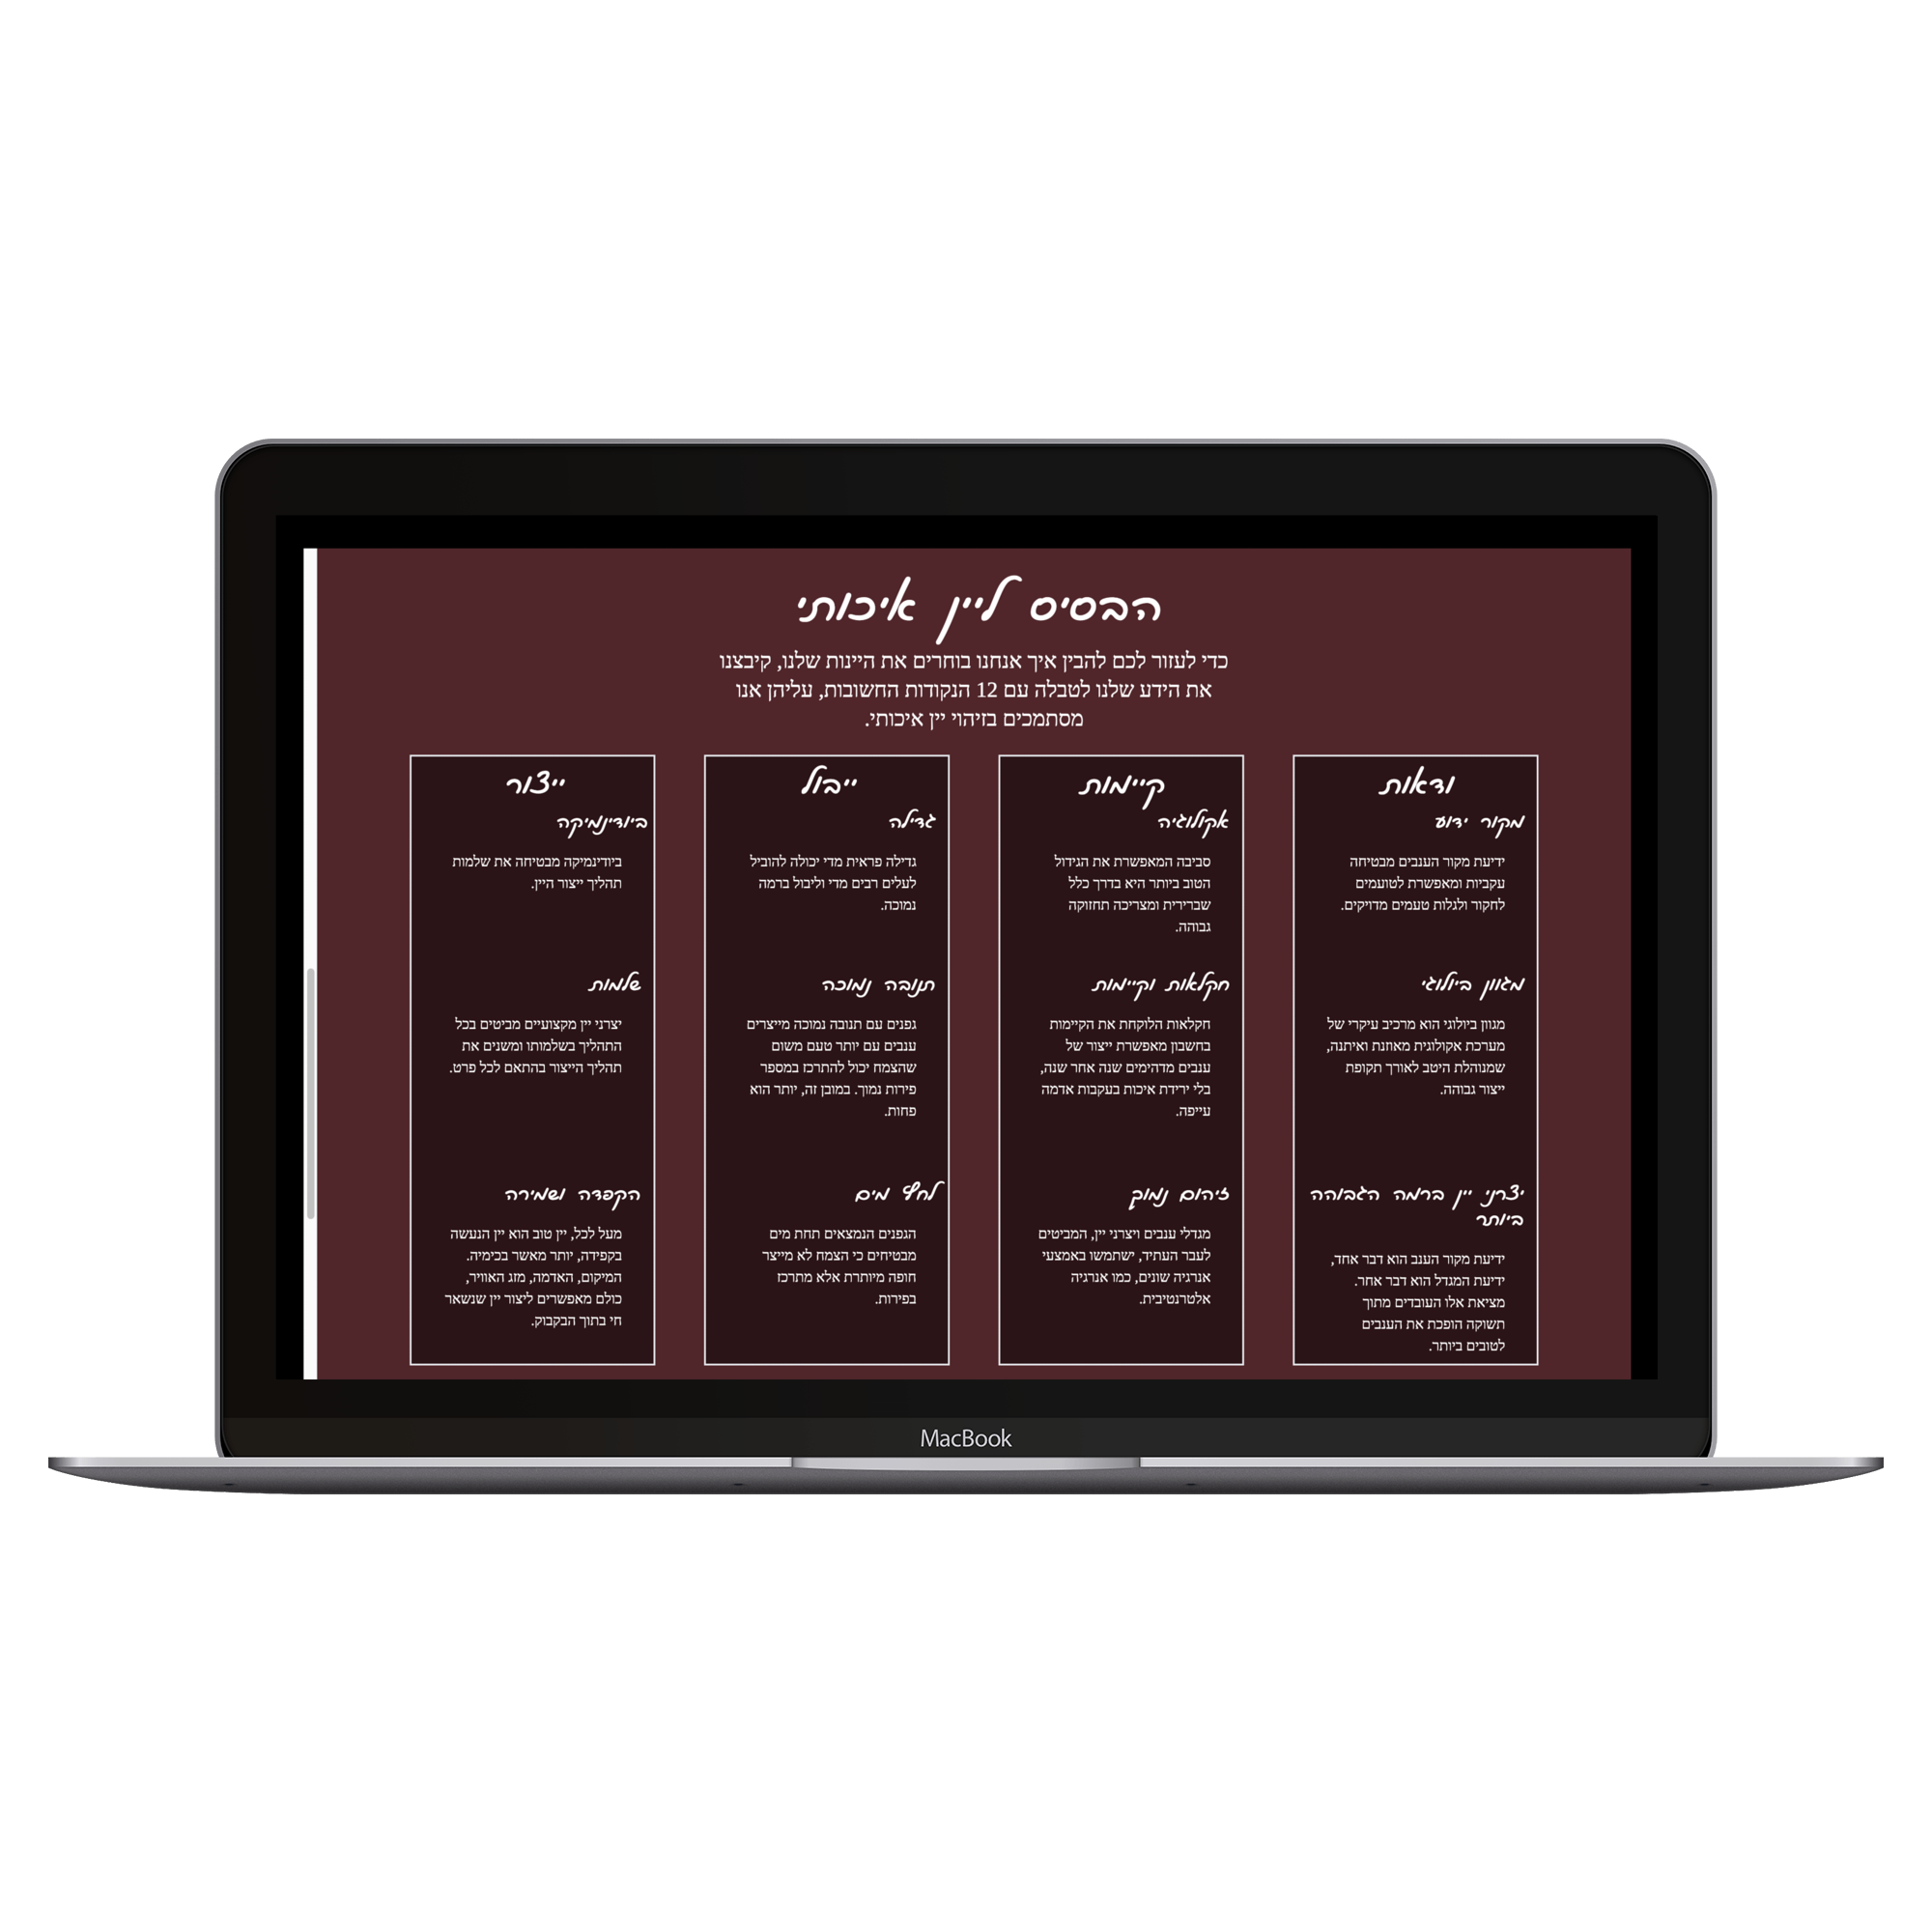 הבסיס ליין איכותי
כדי לעזור לכם להבין איך אנחנו בוחרים את היינות שלנו, קיבצנו
את הידע שלנו לטבלה עם 12 הנקודות החשובות, עליהן אנו
מסתמכים בזיהוי יין איכותי.
ודאות
מקור ידוע
ידיעת מקור הענבים מבטיחה
עקביות ומאפשרת לטועמים
לחקור ולגלות טעמים מדויקים.
מגוון ביולוגי
מגוון ביולוגי הוא מרכיב עיקרי של
מערכת אקולוגית מאוזנת ואיתנה,
שמנוהלת היטב לאורך תקופת
ייצור גבוהה.
יצרני יין ברמה הגבוהה
ביותר
ידיעת מקור הענב הוא דבר אחד,
ידיעת המגדל הוא דבר אחר.
מציאת אלו העובדים מתוך
תשוקה הופכת את הענבים
לטובים ביותר.
קיימות
אקולוגיה
סביבה המאפשרת את הגידול
הטוב ביותר היא בדרך כלל
שברירית ומצריכה תחזוקה
גבוהה.
חקלאות וקיימות
חקלאות הלוקחת את הקיימות
בחשבון מאפשרת ייצור של
ענבים מדהימים שנה אחר שנה,
בלי ירידת איכות בעקבות אדמה
עייפה.
זיהום נמוך
מגדלי ענבים ויצרני יין, המביטים
לעבר העתיד, ישתמשו באמצעי
אנרגיה שונים, כמו אנרגיה
אלטרנטיבית.
ייבול
גדילה
גדילה פראית מדי יכולה להוביל
לעלים רבים מדי וליבול ברמה
נמוכה.
תנובה נמוכה
גפנים עם תנובה נמוכה מייצרים
ענבים עם יותר טעם משום
שהצמח יכול להתרכז במספר
פירות נמוך. במובן זה, יותר הוא
פחות.
לחץ מים
הגפנים הנמצאים תחת מים
מבטיחים כי הצמח לא מייצר
חופה מיותרת אלא מתרכז
בפירות.
ייצור
ביודינמיקה
ביודינמיקה מבטיחה את שלמות
תהליך ייצור היין.
שלמות
יצרני יין מקצועיים מביטים בכל
התהליך בשלמותו ומשנים את
תהליך הייצור בהתאם לכל פרט.
הקפדה ושמירה
מעל לכל, יין טוב הוא יין הנעשה
בקפידה, יותר מאשר בכימיה.
המיקום, האדמה, מזג האוויר,
כולם מאפשרים ליצור יין שנשאר
חי בתוך הבקבוק.
MacBook